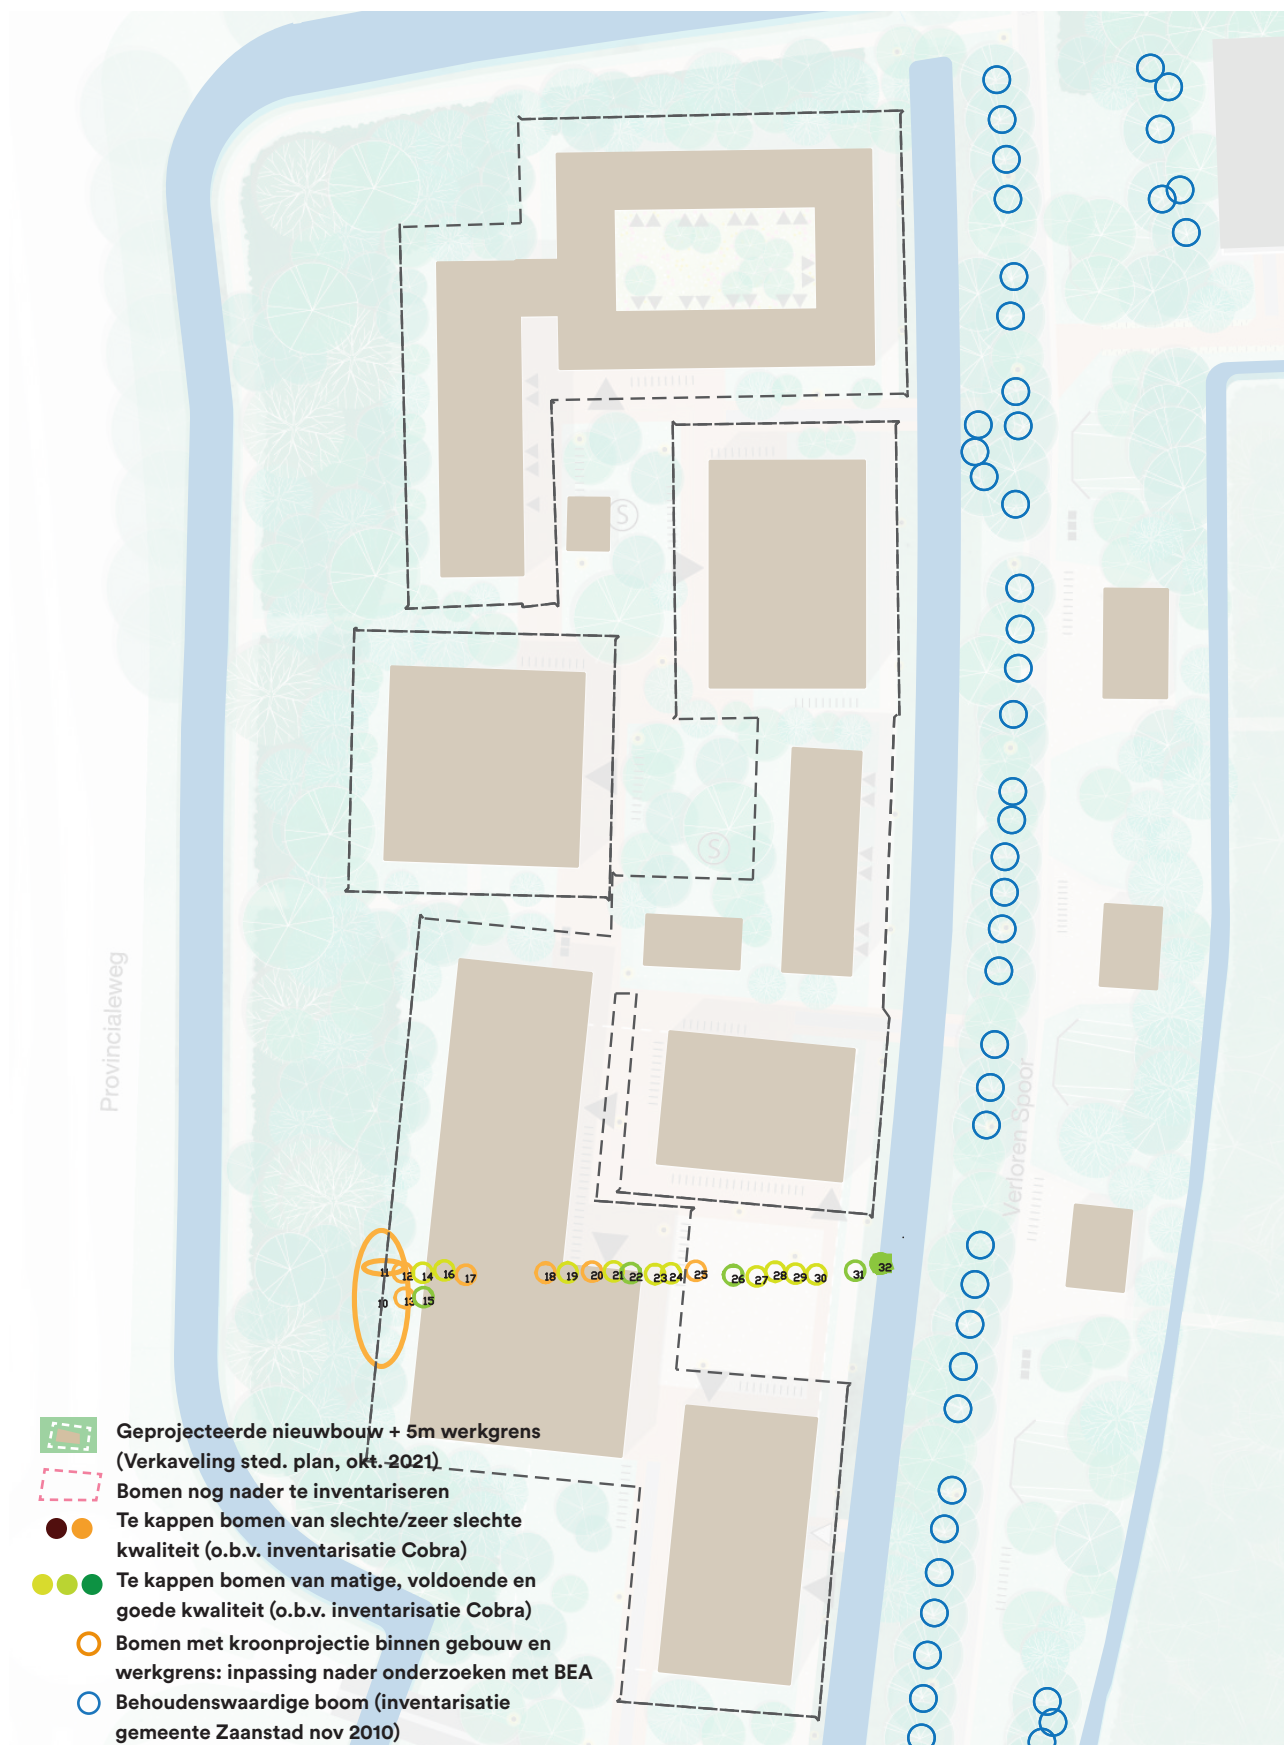 S
S
Provincialeweg
Verloren Spoor
11
12
14
16
17
18
19
20
21
22
23
24
25
26
27
28
29
30
31
32
10
13
15
Geprojecteerde nieuwbouw + 5m werkgrens
(Verkaveling sted. plan, okt. 2021)
Bomen nog nader te inventariseren
Te kappen bomen van slechte/zeer slechte
kwaliteit (o.b.v. inventarisatie Cobra)
Te kappen bomen van matige, voldoende en
goede kwaliteit (o.b.v. inventarisatie Cobra)
Bomen met kroonprojectie binnen gebouw en
werkgrens: inpassing nader onderzoeken met BEA
Behoudenswaardige boom (inventarisatie
gemeente Zaanstad nov 2010)